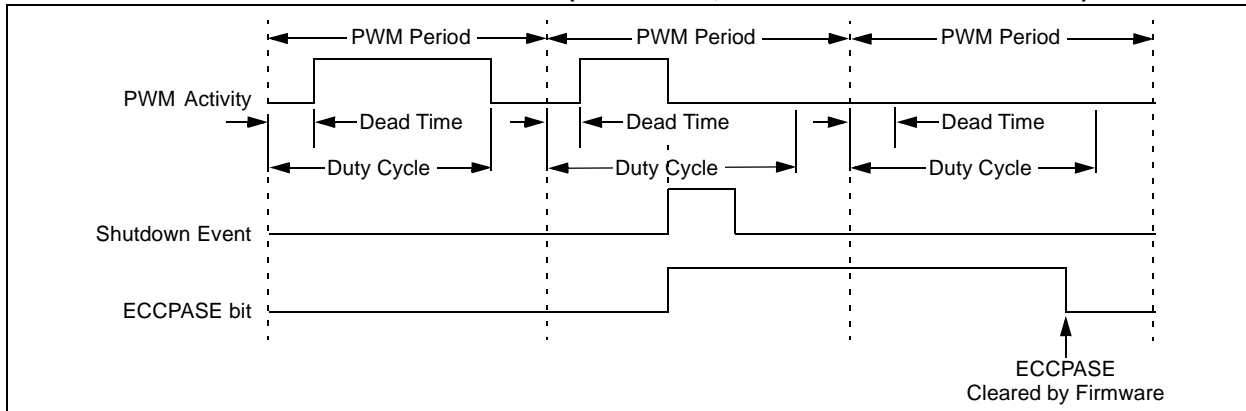 PWM Period PWM Period PWM Period
PWM Activity
Dead Time Dead Time Dead Time
Duty Cycle Duty Cycle Duty Cycle
Shutdown Event
ECCPASE bit
ECCPASE
Cleared by Firmware